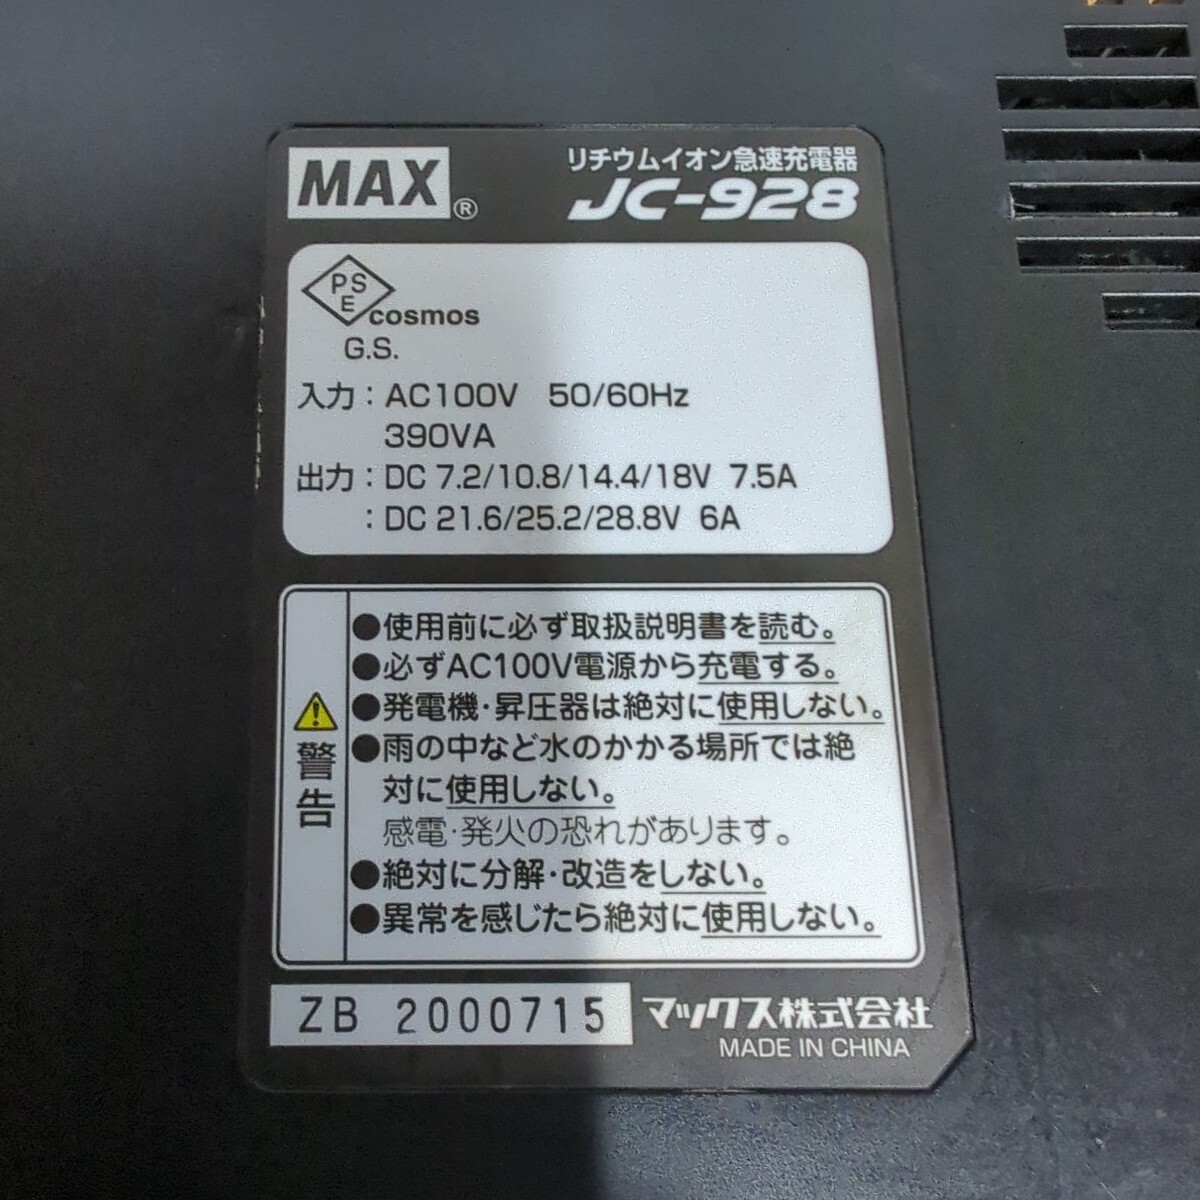 MAX®
リチウムイオン急速充電器
JC-928
PSE
cosmos
G.S.
入力：AC100V 50/60Hz
390VA
出力：DC 7.2/10.8/14.4/18V 7.5A
：DC 21.6/25.2/28.8V 6A
警告
●使用前に必ず取扱説明書を読む。
●必ずAC100V電源から充電する。
●発電機・昇圧器は絶対に使用しない。
●雨の中など水のかかる場所では絶
対に使用しない。
感電・発火の恐れがあります。
●絶対に分解・改造をしない。
●異常を感じたら絶対に使用しない。
ZB 2000715
マックス株式会社
MADE IN CHINA